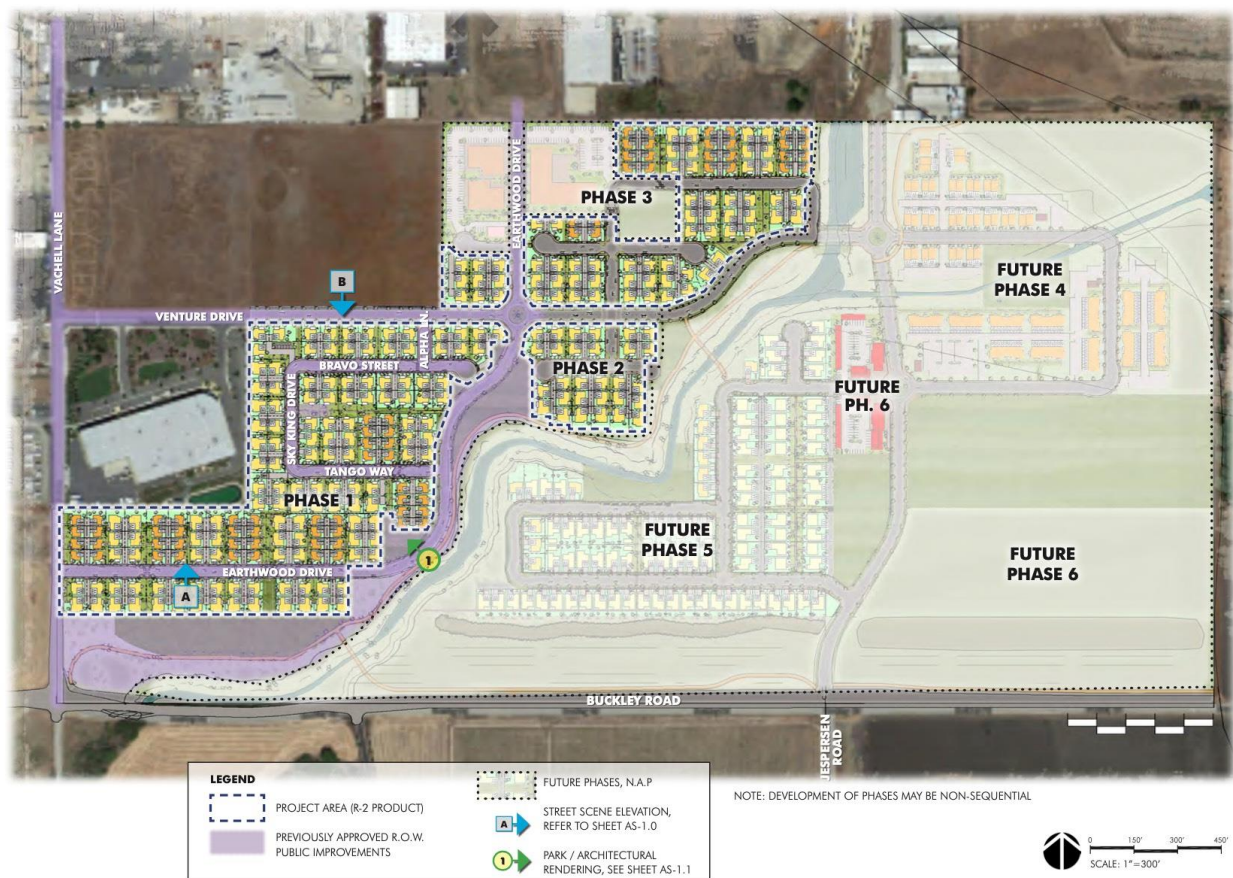 EARTHWOOD DRIVE
PHASE 3
VACHELL LANE
B
FUTURE
PHASE 4
VENTURE DRIVE
ALPHA LN.
BRAVO STREET
PHASE 2
FUTURE
PH. 6
SKY KING DRIVE
TANGO WAY
PHASE 1
FUTURE
PHASE 5
FUTURE
PHASE 6
1
EARTHWOOD DRIVE
A
BUCKLEY ROAD
JESPERSEN
ROAD
LEGEND
PROJECT AREA (R-2 PRODUCT)
PREVIOUSLY APPROVED R.O.W.
PUBLIC IMPROVEMENTS
FUTURE PHASES, N.A.P
A
STREET SCENE ELEVATION,
REFER TO SHEET AS-1.0
1
PARK / ARCHITECTURAL
RENDERING, SEE SHEET AS-1.1
NOTE: DEVELOPMENT OF PHASES MAY BE NON-SEQUENTIAL
0 150' 300' 450'
SCALE: 1"=300'